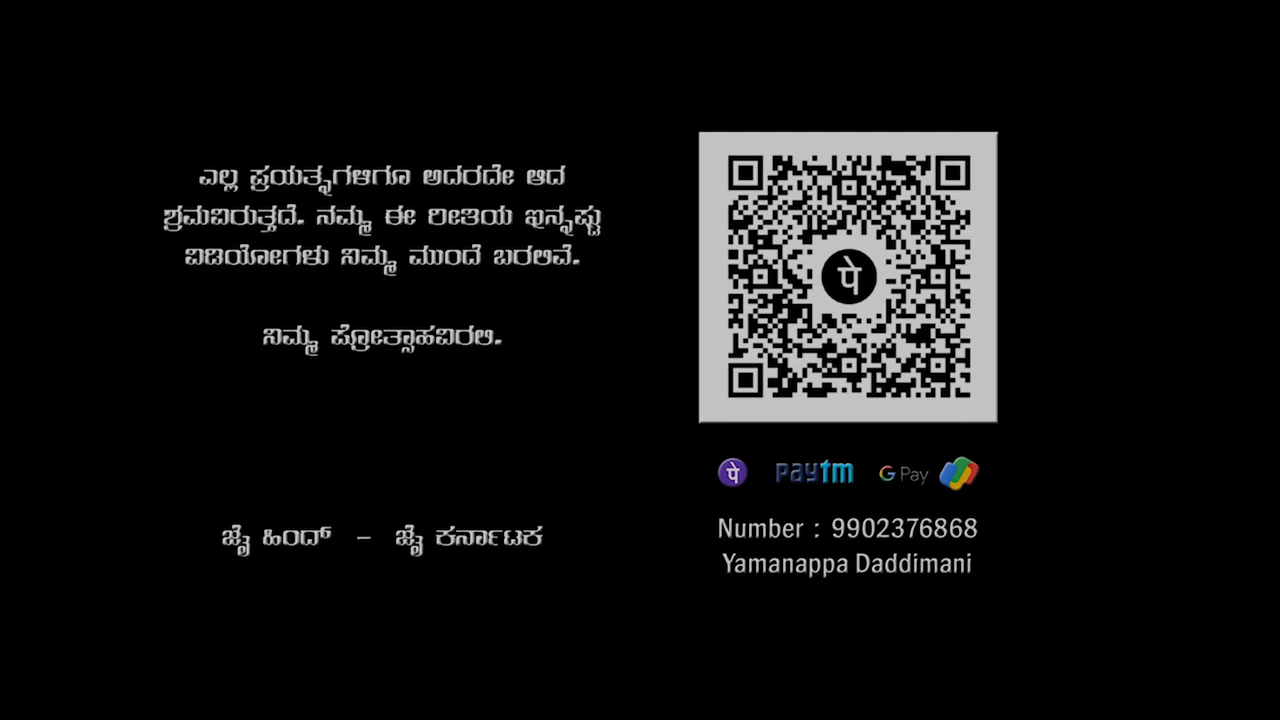 ಎಲ್ಲ ಪ್ರಯತ್ನಗಳಿಗೂ ಅದರದೇ ಆದ
ಶ್ರಮವಿರುತ್ತದೆ. ನಮ್ಮ ಈ ರೀತಿಯ ಇನ್ನಷ್ಟು
ವಿಡಿಯೋಗಳು ನಿಮ್ಮ ಮುಂದೆ ಬರಲಿವೆ.
ನಿಮ್ಮ ಪ್ರೋತ್ಸಾಹವಿರಲಿ.
ಜೈ ಹಿಂದ್ - ಜೈ ಕರ್ನಾಟಕ
पे
पे paytm G Pay
Number : 9902376868
Yamanappa Daddimani